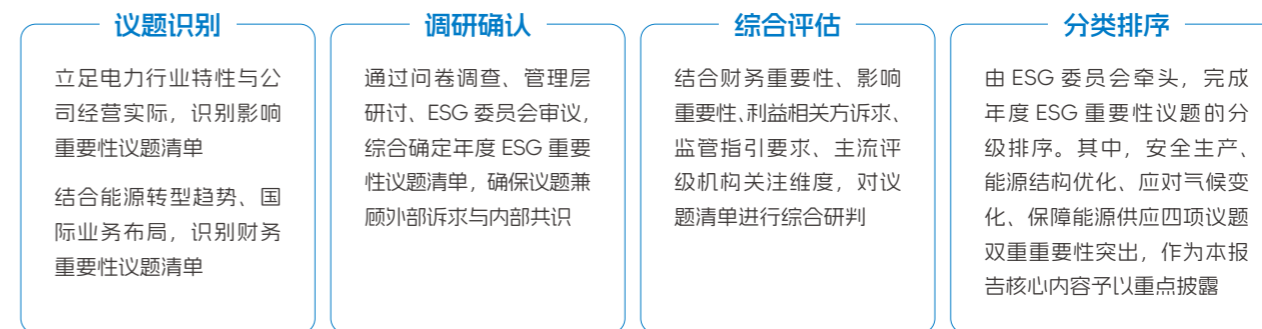 议题识别
立足电力行业特性与公
司经营实际，识别影响
重要性议题清单
结合能源转型趋势、国
际业务布局，识别财务
重要性议题清单
调研确认
通过问卷调查、管理层
研讨、ESG 委员会审议，
综合确定年度 ESG 重要
性议题清单，确保议题兼
顾外部诉求与内部共识
综合评估
结合财务重要性、影响
重要性、利益相关方诉求、
监管指引要求、主流评
级机构关注维度，对议
题清单进行综合研判
分类排序
由 ESG 委员会牵头，完成
年度 ESG 重要性议题的分
级排序。其中，安全生产、
能源结构优化、应对气候变
化、保障能源供应四项议题
双重重要性突出，作为本报
告核心内容予以重点披露